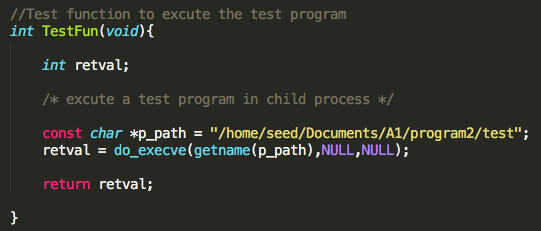 //Test function to excute the test program
int TestFun(void){
int retval;
/* excute a test program in child process */
const char *p_path = "/home/seed/Documents/A1/program2/test";
retval = do_execve(getname(p_path),NULL,NULL);
return retval;
}